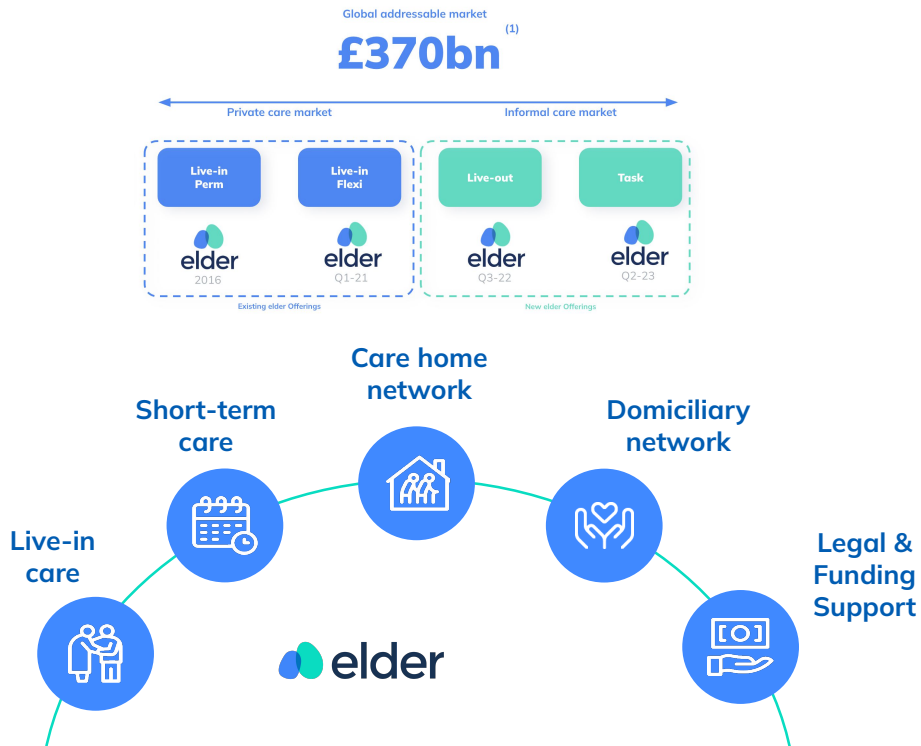 Global addressable market
£370bn
(1)
Private care market
Informal care market
Live-in
Perm
Live-in
Flexi
Live-out
Task
elder
elder
elder
elder
2016
Q1-21
Q3-22
Q2-23
Existing elder Offerings
New elder Offerings
Care home
network
Short-term
care
Domiciliary
network
Live-in
care
Legal &
Funding
Support
elder